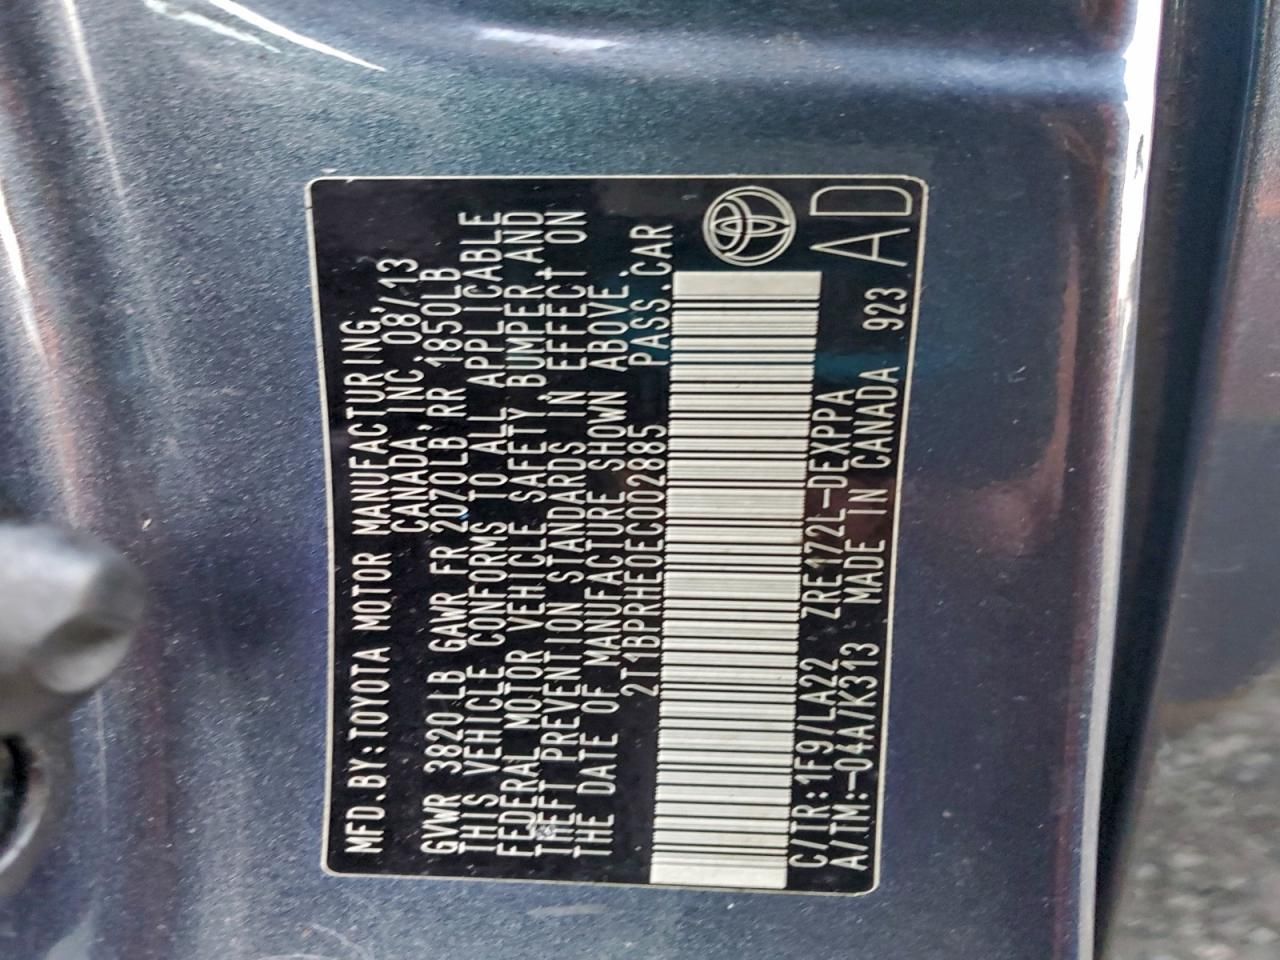 MFD.BY:TOYOTA MOTOR MANUFACTURING,
CANADA,INC.08/13
GVWR 3820LB GAWR FR 2070LB,RR 1850LB
THIS VEHICLE CONFORMS TO ALL APPLICABLE
FEDERAL MOTOR VEHICLE SAFETY,BUMPER,AND
THEFT PREVENTION STANDARDS IN EFFECT ON
THE DATE OF MANUFACTURE SHOWN ABOVE.
2T1BPRHE0EC002885 PASS.CAR
C/TR:1F9/LA22 ZRE172L-DEXPPA
A/TM:-04A/K313 MADE IN CANADA 923
AD